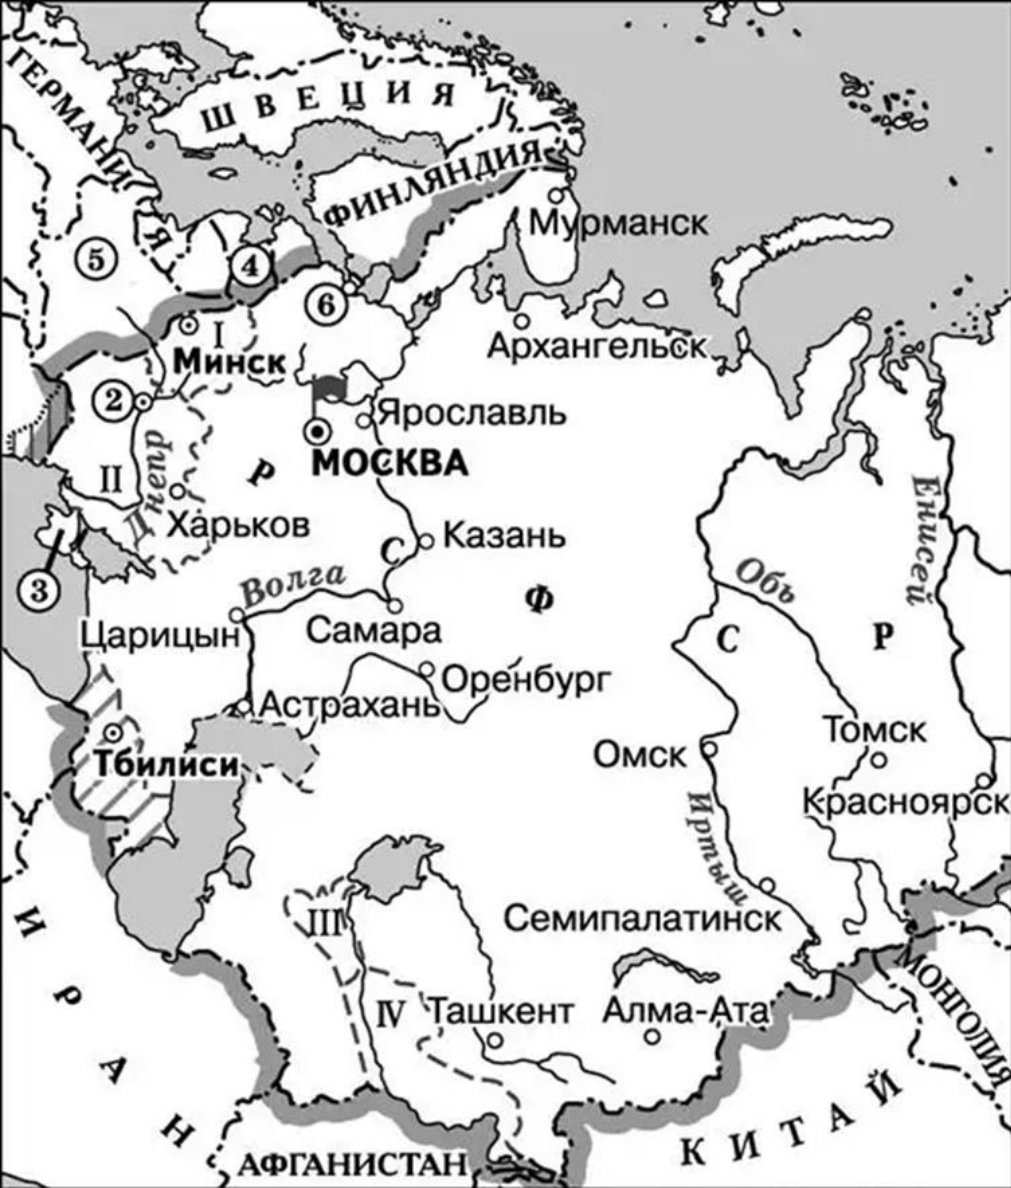 ШВЕЦИЯ
ГЕРМАНИЯ
ФИНЛЯНДИЯ
Мурманск
5
4
6
I
Минск
Архангельск
2
Ярославль
МОСКВА
Р
II
Днепр
Харьков
Енисей
3
С
Казань
Волга
Ф
Обь
Царицын
Самара
С
Р
Оренбург
Астрахань
Томск
Тбилиси
Омск
Красноярск
Иртыш
III
Семипалатинск
ИРАН
МОНГОЛИЯ
IV
Ташкент
Алма-Ата
КИТАЙ
АФГАНИСТАН